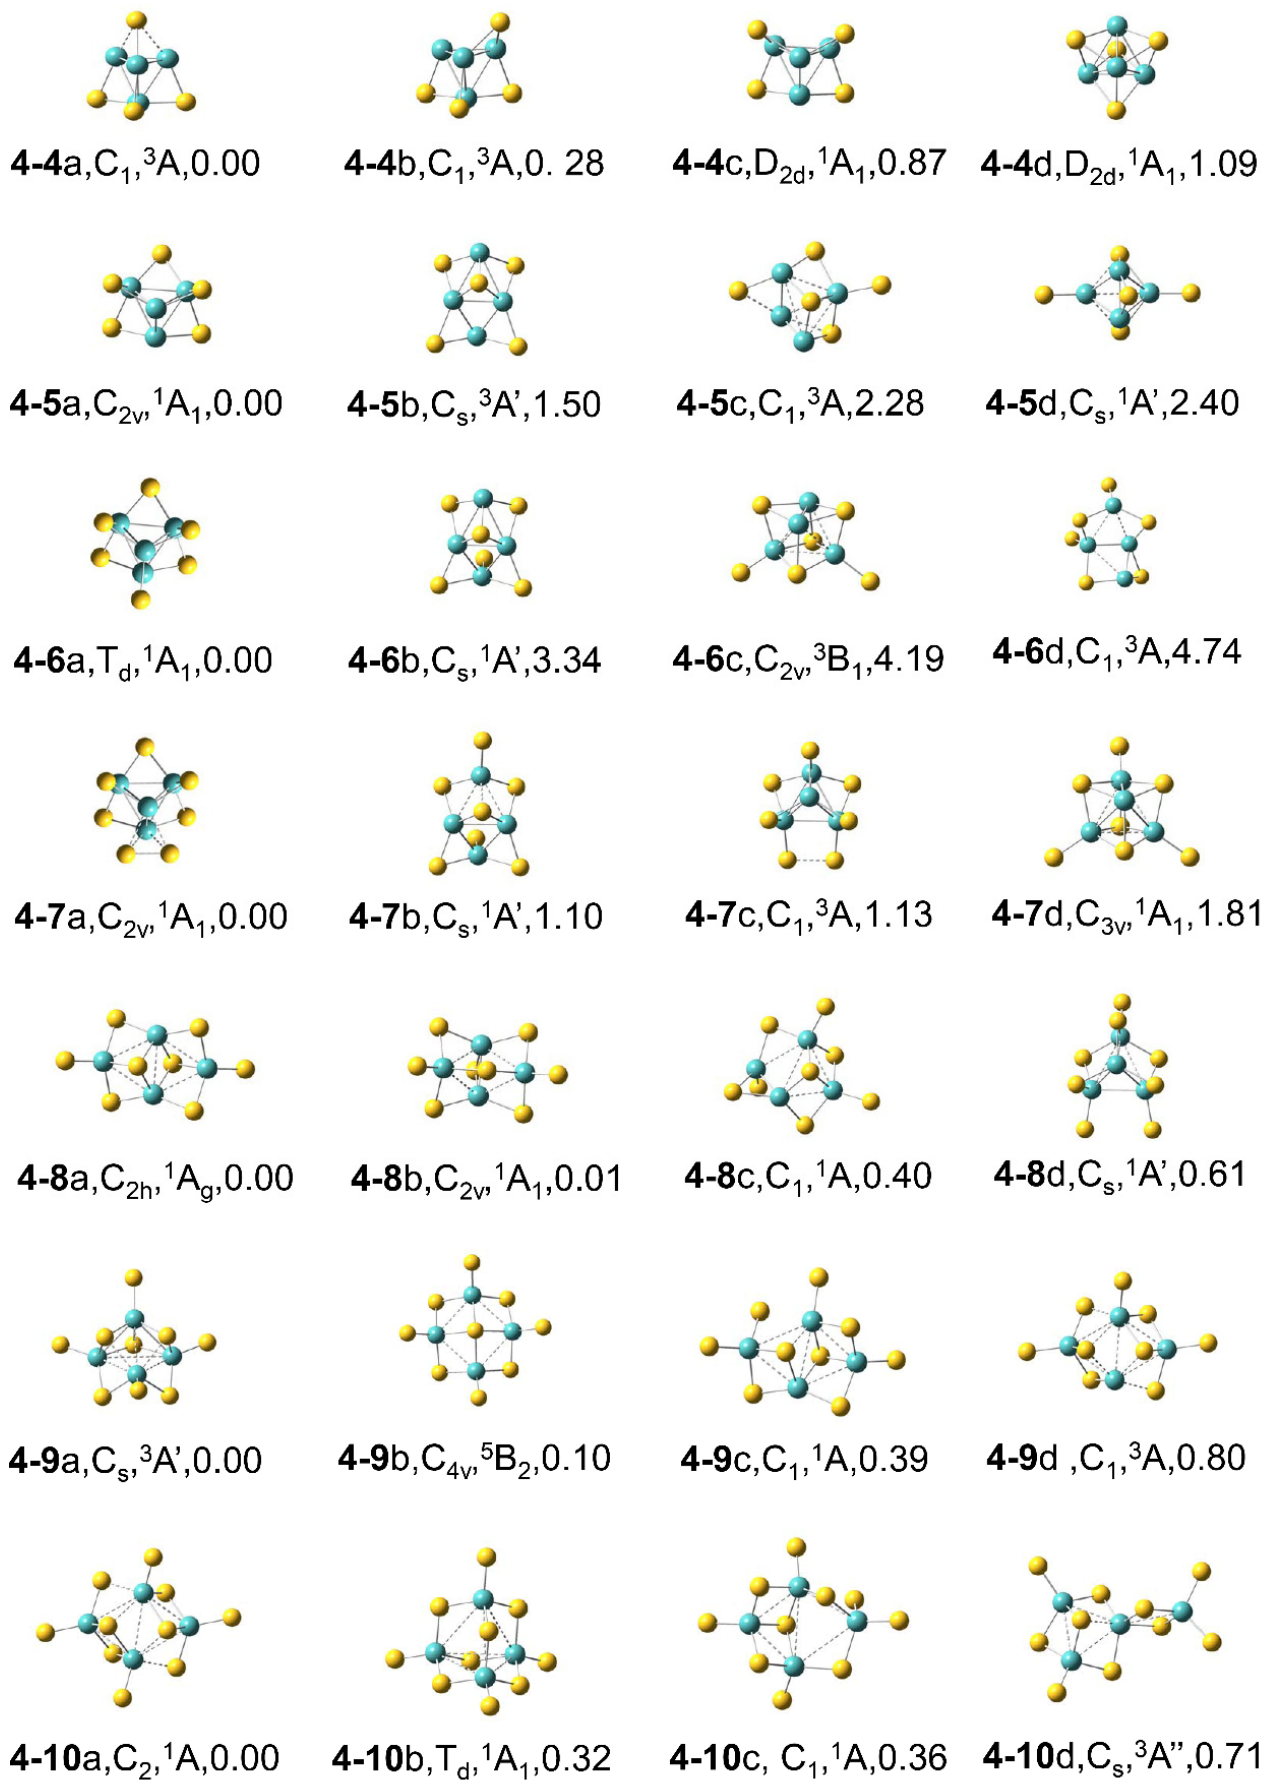 4-4a,C₁,³A,0.00 4-4b,C₁,³A,0. 28 4-4c,D₂d,¹A₁,0.87 4-4d,D₂d,¹A₁,1.09
4-5a,C₂v,¹A₁,0.00 4-5b,Cₛ,³A’,1.50 4-5c,C₁,³A,2.28 4-5d,Cₛ,¹A’,2.40
4-6a,Td,¹A₁,0.00 4-6b,Cₛ,¹A’,3.34 4-6c,C₂v,³B₁,4.19 4-6d,C₁,³A,4.74
4-7a,C₂v,¹A₁,0.00 4-7b,Cₛ,¹A’,1.10 4-7c,C₁,³A,1.13 4-7d,C₃v,¹A₁,1.81
4-8a,C₂h,¹Ag,0.00 4-8b,C₂v,¹A₁,0.01 4-8c,C₁,¹A,0.40 4-8d,Cₛ,¹A’,0.61
4-9a,Cₛ,³A’,0.00 4-9b,C₄v,⁵B₂,0.10 4-9c,C₁,¹A,0.39 4-9d ,C₁,³A,0.80
4-10a,C₂,¹A,0.00 4-10b,Td,¹A₁,0.32 4-10c, C₁,¹A,0.36 4-10d,Cₛ,³A”,0.71